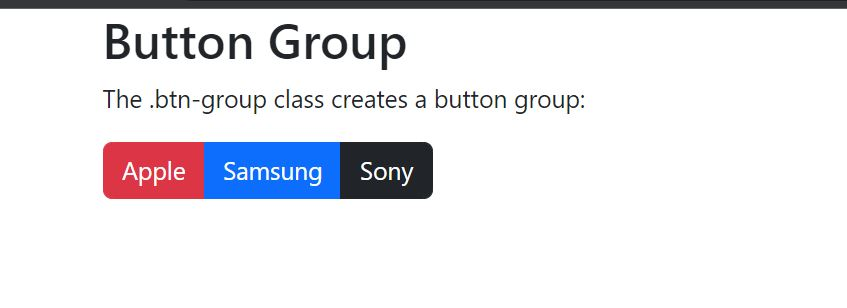 Button Group
The .btn-group class creates a button group:
Apple Samsung Sony